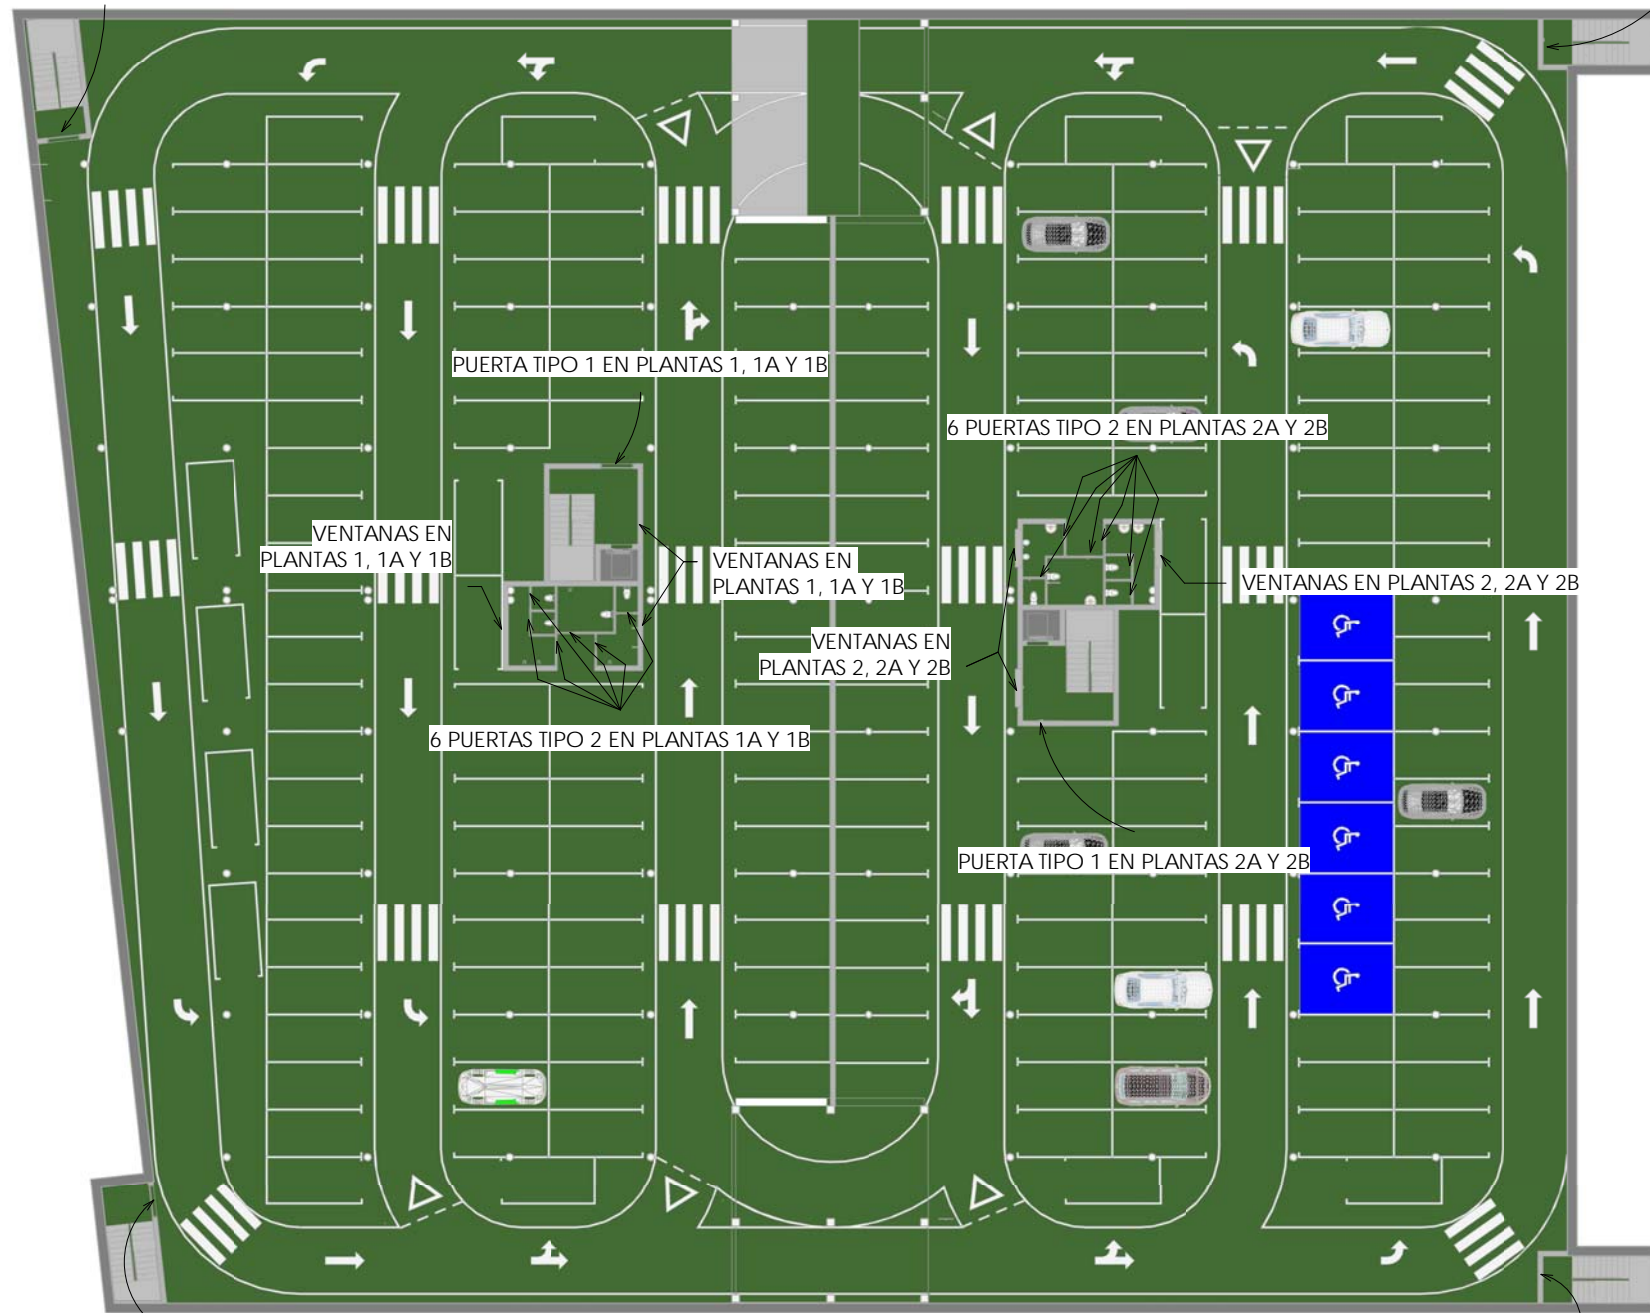 PUERTA TIPO 1 EN PLANTAS 1, 1A Y 1B
6 PUERTAS TIPO 2 EN PLANTAS 2A Y 2B
VENTANAS EN
PLANTAS 1, 1A Y 1B
VENTANAS EN
PLANTAS 1, 1A Y 1B
VENTANAS EN PLANTAS 2, 2A Y 2B
VENTANAS EN
PLANTAS 2, 2A Y 2B
6 PUERTAS TIPO 2 EN PLANTAS 1A Y 1B
PUERTA TIPO 1 EN PLANTAS 2A Y 2B